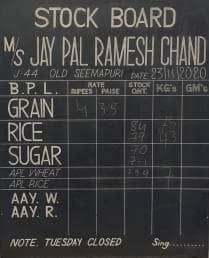 STOCK BOARD
M/S JAY PAL RAMESH CHAND
J-44 OLD SEEMAPURI DATE 23/11/2020
B.P.L. RATE RUPEES PAISE STOCK QNT. KG's GM's
GRAIN 4 35
RICE
SUGAR 70
APL WHEAT
APL RICE
AAY. W.
AAY. R.
NOTE. TUESDAY CLOSED Sing..........